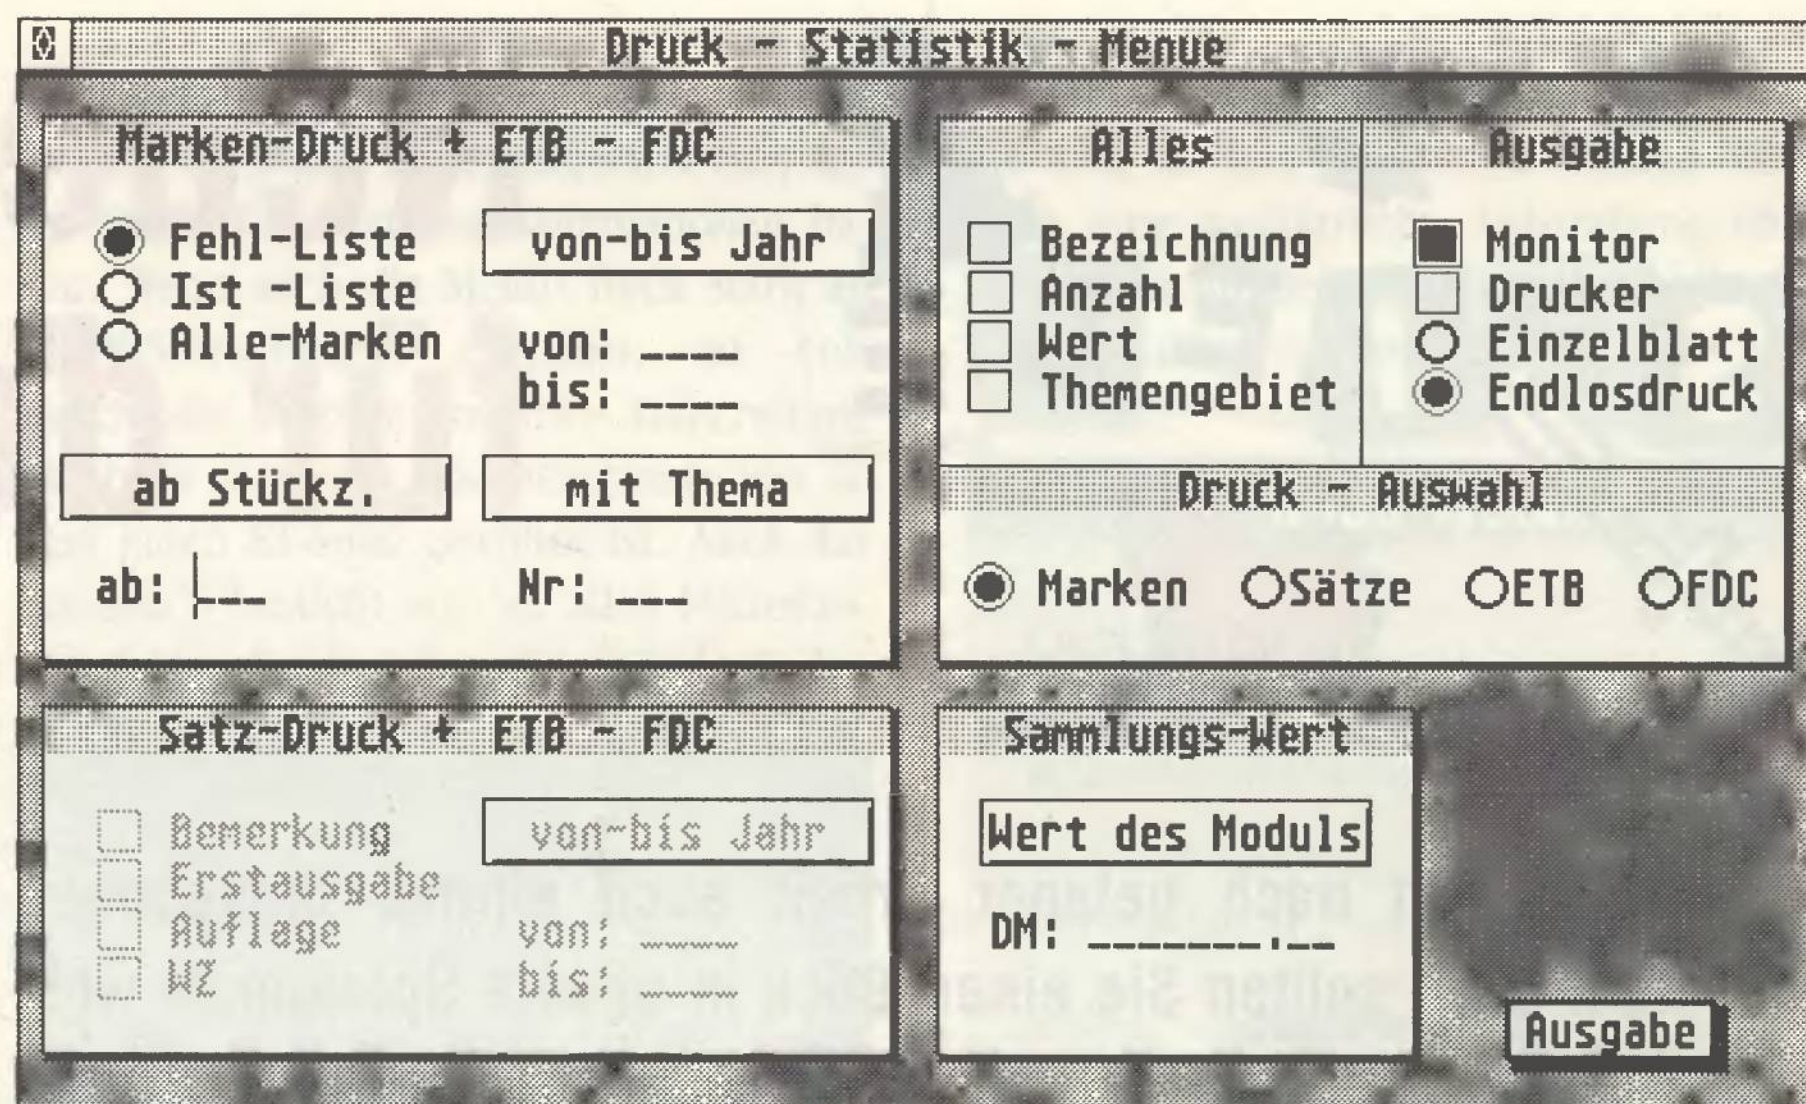 Druck - Statistik - Menue
Marken-Druck + ETB - FDC
Fehl-Liste
Ist -Liste
Alle-Marken
von-bis Jahr
von: ____
bis: ____
ab Stückz.
mit Thema
ab: ___
Nr: ___
Alles
Bezeichnung
Anzahl
Wert
Themengebiet
Ausgabe
Monitor
Drucker
Einzelblatt
Endlosdruck
Druck - Auswahl
Marken Sätze ETB FDC
Satz-Druck + ETB - FDC
Bemerkung
Erstausgabe
Auflage
WZ
von-bis Jahr
von: ____
bis: ____
Sammlungs-Wert
Wert des Moduls
DM: _______.__
Ausgabe